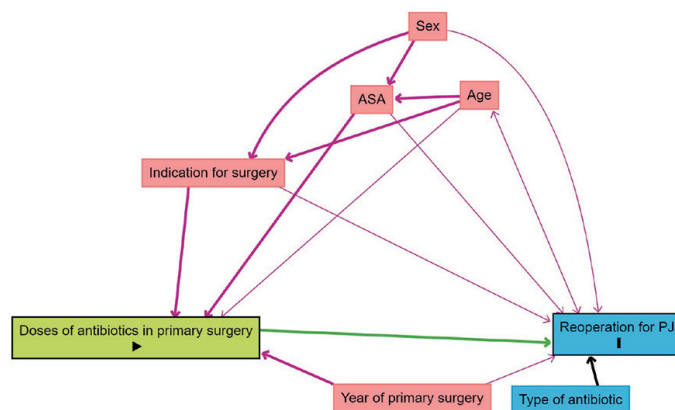 Sex
ASA
Age
Indication for surgery
Doses of antibiotics in primary surgery
Reoperation for PJ
Year of primary surgery
Type of antibiotic